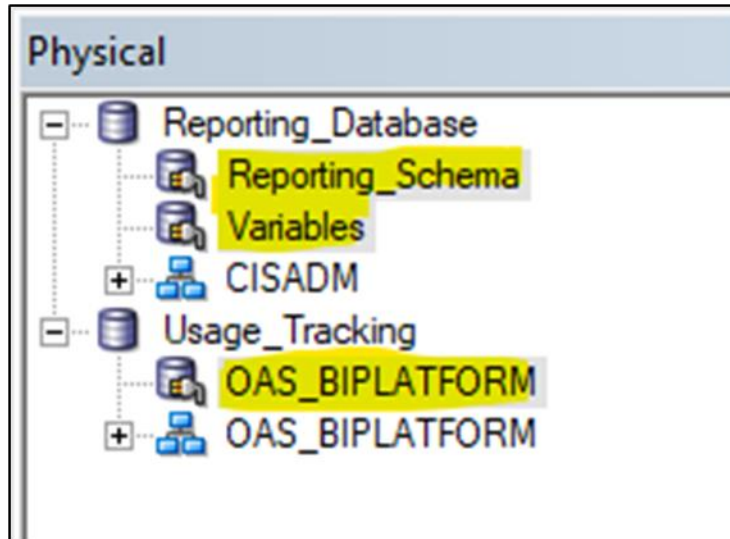 Physical
Reporting_Database
Reporting_Schema
Variables
CISADM
Usage_Tracking
OAS_BIPLATFORM
OAS_BIPLATFORM